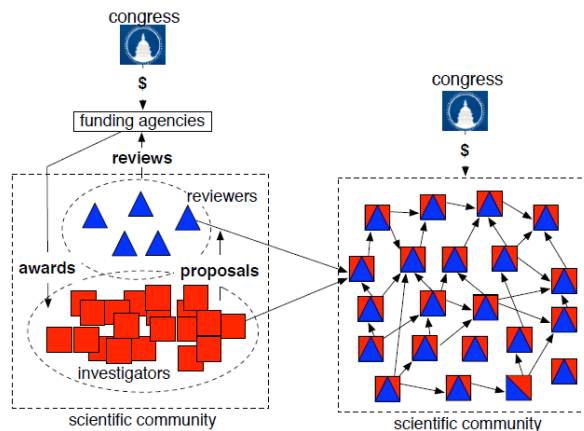 congress
$
funding agencies
reviews
reviewers
awards
proposals
investigators
scientific community
congress
$
scientific community